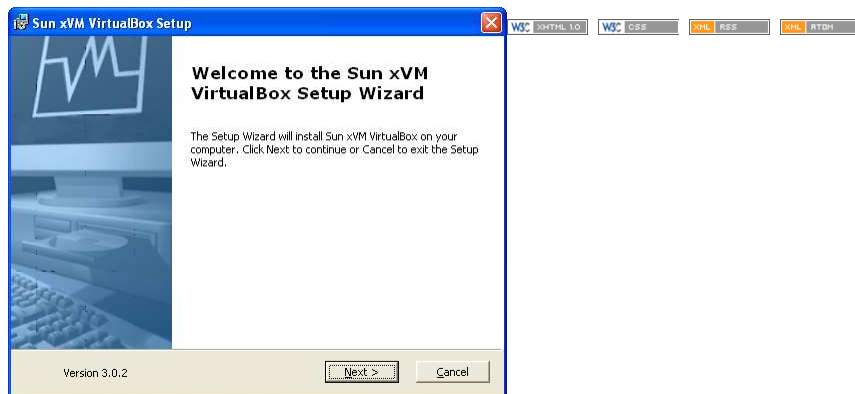 Sun xVM VirtualBox Setup
W3C XHTML 1.0 W3C CSS XML RSS XML ATOM
Welcome to the Sun xVM
VirtualBox Setup Wizard
The Setup Wizard will install Sun xVM VirtualBox on your
computer. Click Next to continue or Cancel to exit the Setup
Wizard.
Version 3.0.2 Next > Cancel